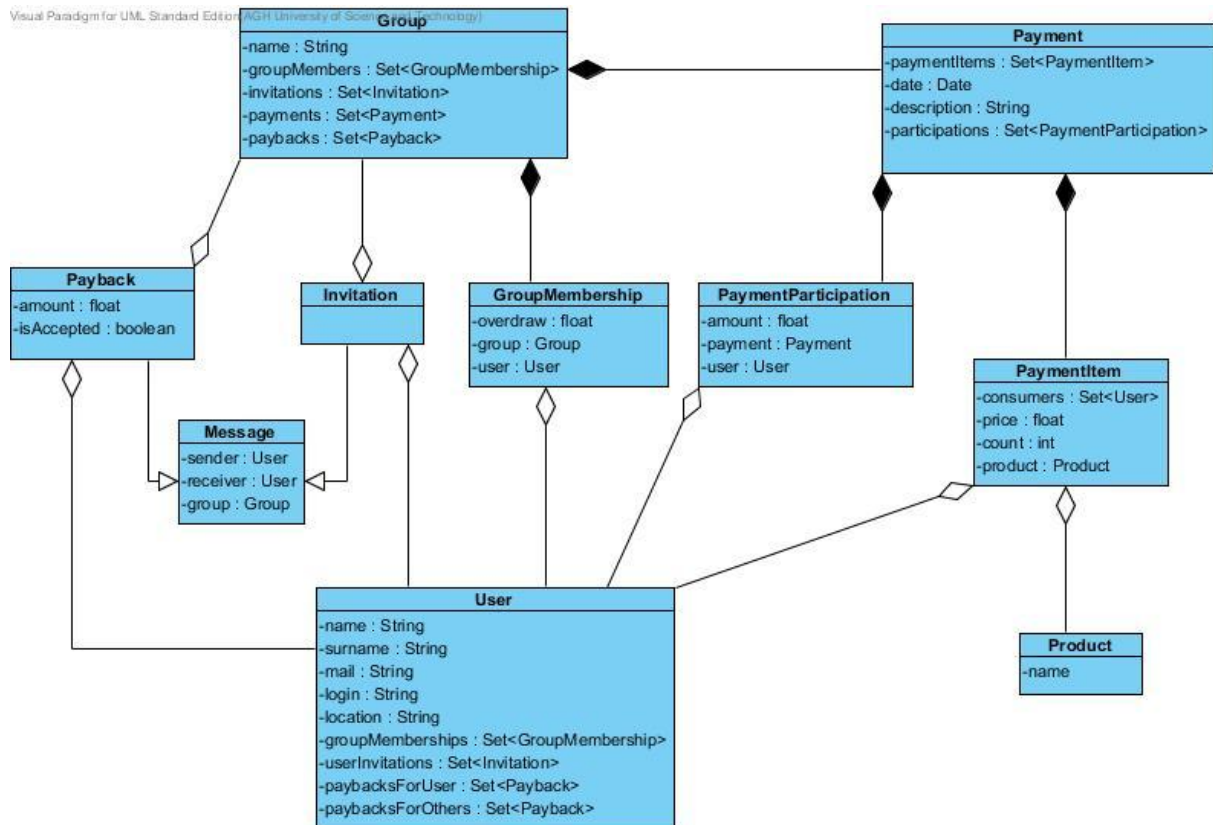 Visual Paradigm for UML Standard Edition(AGH University of Science and Technology)
Group
-name : String
-groupMembers : Set<GroupMembership>
-invitations : Set<Invitation>
-payments : Set<Payment>
-paybacks : Set<Payback>
Payment
-paymentItems : Set<PaymentItem>
-date : Date
-description : String
-participations : Set<PaymentParticipation>
Payback
-amount : float
-isAccepted : boolean
Invitation
GroupMembership
-overdraw : float
-group : Group
-user : User
PaymentParticipation
-amount : float
-payment : Payment
-user : User
PaymentItem
-consumers : Set<User>
-price : float
-count : int
-product : Product
Message
-sender : User
-receiver : User
-group : Group
User
-name : String
-surname : String
-mail : String
-login : String
-location : String
-groupMemberships : Set<GroupMembership>
-userInvitations : Set<Invitation>
-paybacksForUser : Set<Payback>
-paybacksForOthers : Set<Payback>
Product
-name